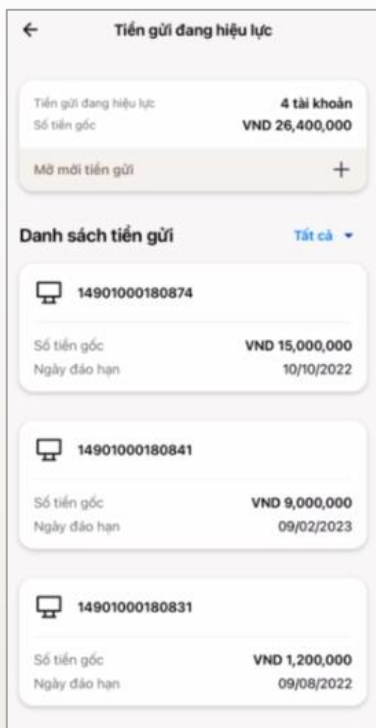 Tiền gửi đang hiệu lực
Tiền gửi đang hiệu lực 4 tài khoản
Số tiền gốc VND 26,400,000
Mở mới tiền gửi +
Danh sách tiền gửi Tất cả
14901000180874
Số tiền gốc VND 15,000,000
Ngày đáo hạn 10/10/2022
14901000180841
Số tiền gốc VND 9,000,000
Ngày đáo hạn 09/02/2023
14901000180831
Số tiền gốc VND 1,200,000
Ngày đáo hạn 09/08/2022